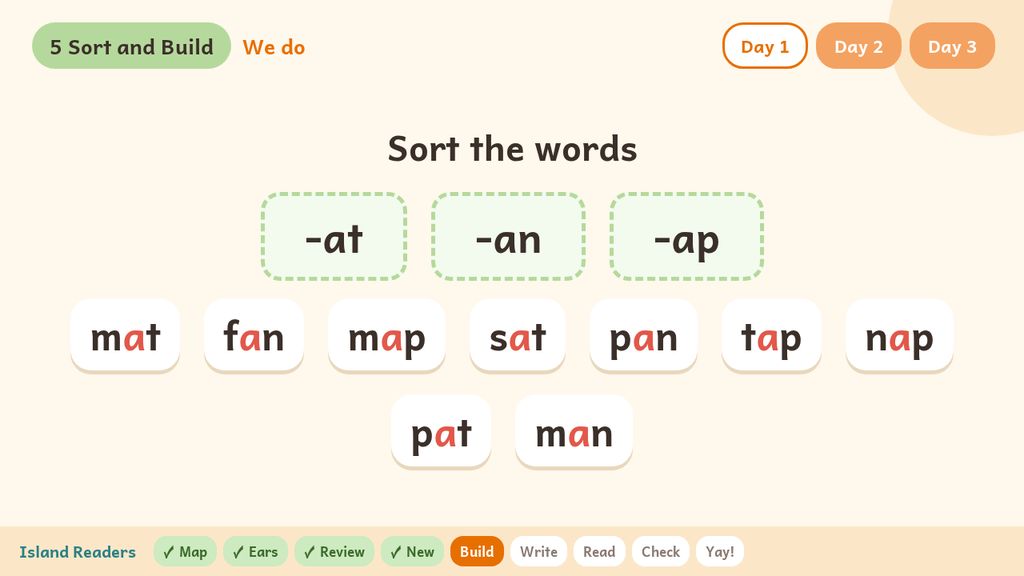 5 Sort and Build We do Day 1 Day 2 Day 3
Sort the words
-at -an -ap
mat fan map sat pan tap nap
pat man
Island Readers ✓ Map ✓ Ears ✓ Review ✓ New Build Write Read Check Yay!